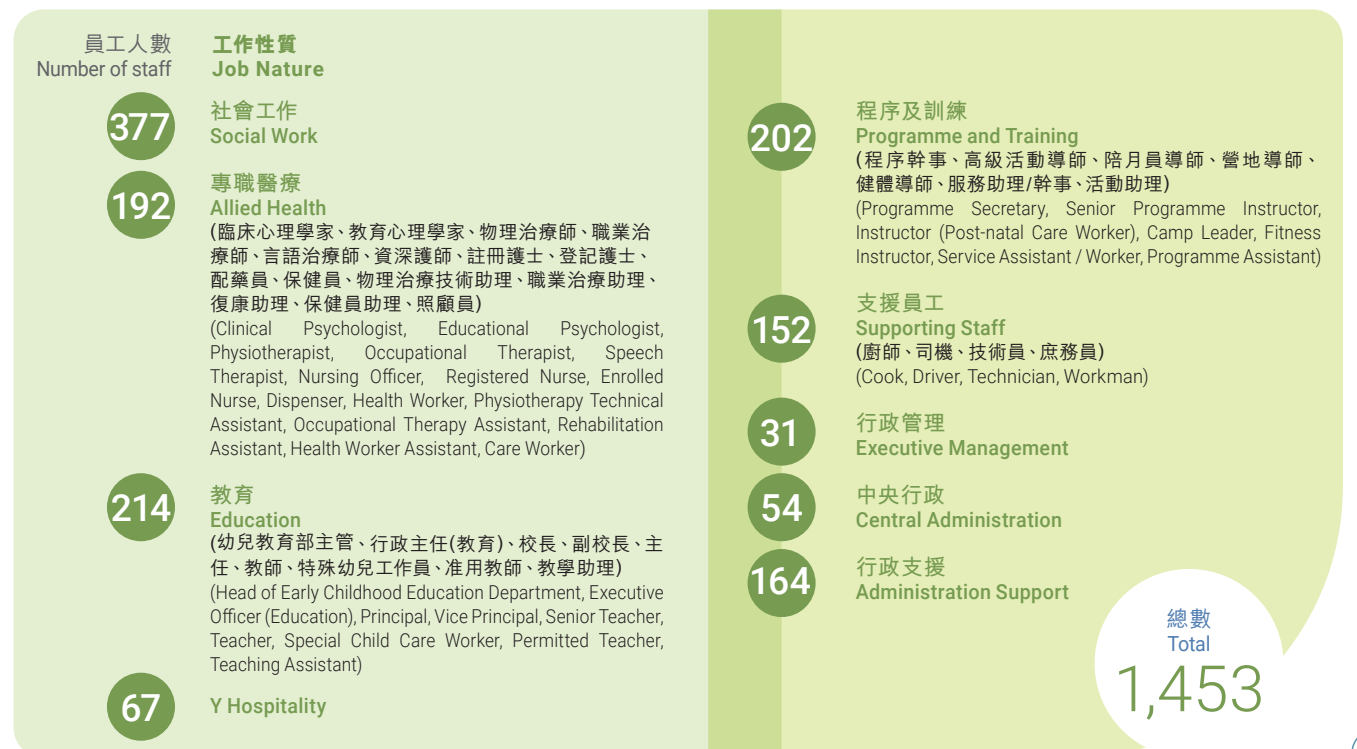 員工人數
Number of staff
工作性質
Job Nature
377
社會工作
Social Work
192
專職醫療
Allied Health
(臨床心理學家、教育心理學家、物理治療師、職業治
療師、言語治療師、資深護師、註冊護士、登記護士、
配藥員、保健員、物理治療技術助理、職業治療助理、
復康助理、保健員助理、照顧員)
(Clinical Psychologist, Educational Psychologist,
Physiotherapist, Occupational Therapist, Speech
Therapist, Nursing Officer, Registered Nurse, Enrolled
Nurse, Dispenser, Health Worker, Physiotherapy Technical
Assistant, Occupational Therapy Assistant, Rehabilitation
Assistant, Health Worker Assistant, Care Worker)
214
教育
Education
(幼兒教育部主管、行政主任(教育)、校長、副校長、主
任、教師、特殊幼兒工作員、准用教師、教學助理)
(Head of Early Childhood Education Department, Executive
Officer (Education), Principal, Vice Principal, Senior Teacher,
Teacher, Special Child Care Worker, Permitted Teacher,
Teaching Assistant)
67
Y Hospitality
202
程序及訓練
Programme and Training
(程序幹事、高級活動導師、陪月員導師、營地導師、
健體導師、服務助理/幹事、活動助理)
(Programme Secretary, Senior Programme Instructor,
Instructor (Post-natal Care Worker), Camp Leader, Fitness
Instructor, Service Assistant / Worker, Programme Assistant)
152
支援員工
Supporting Staff
(廚師、司機、技術員、庶務員)
(Cook, Driver, Technician, Workman)
31
行政管理
Executive Management
54
中央行政
Central Administration
164
行政支援
Administration Support
總數
Total
1,453